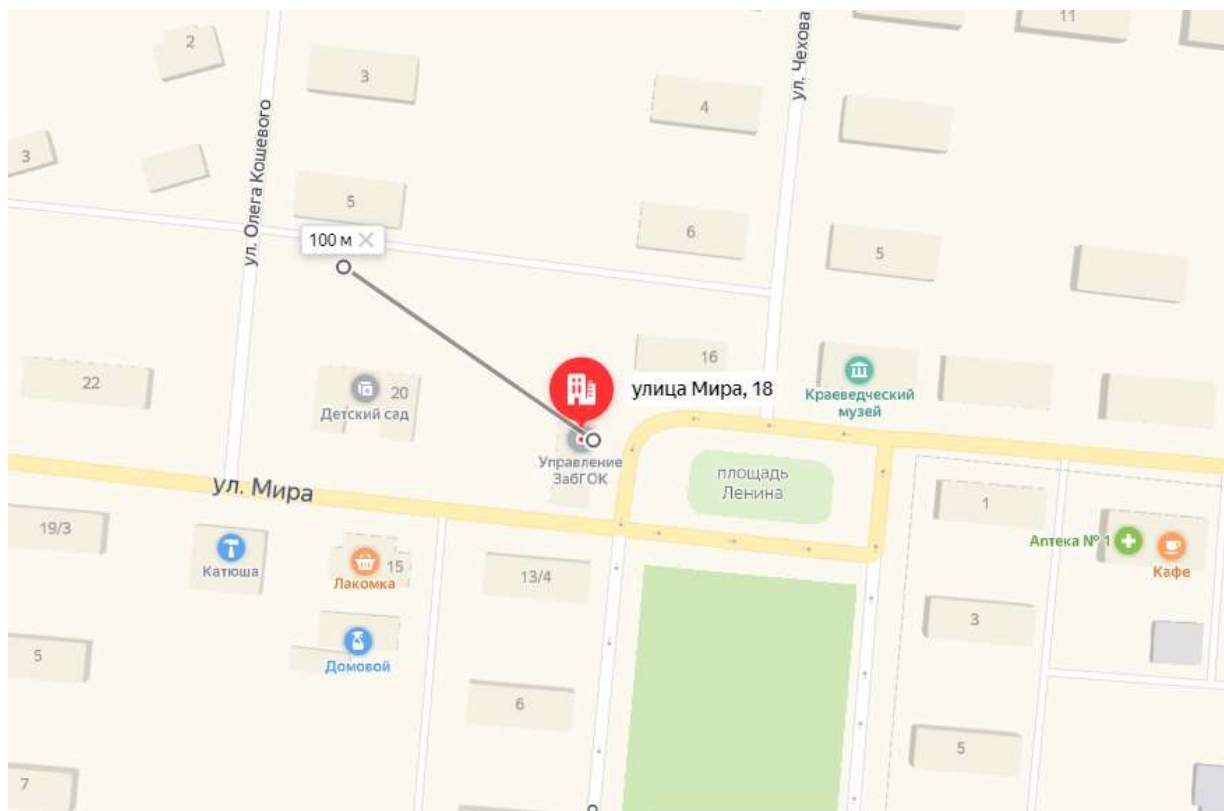 11
2
3
4
ул. Чехова
3
ул. Олега Кошевого
5
100 м
6
5
22
20
Детский сад
16
улица Мира, 18
Краеведческий
музей
Управление
ЗабГОК
площадь
Ленина
ул. Мира
1
19/3
Катюша
15
Лакомка
13/4
Аптека № 1
Кафе
3
5
Домовой
6
5
7